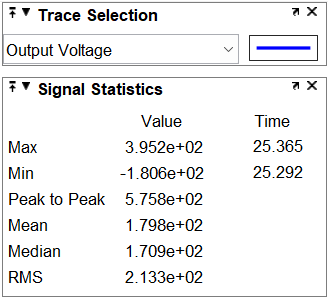 Trace Selection
Output Voltage
Signal Statistics
Value Time
Max 3.952e+02 25.365
Min -1.806e+02 25.292
Peak to Peak 5.758e+02
Mean 1.798e+02
Median 1.709e+02
RMS 2.133e+02